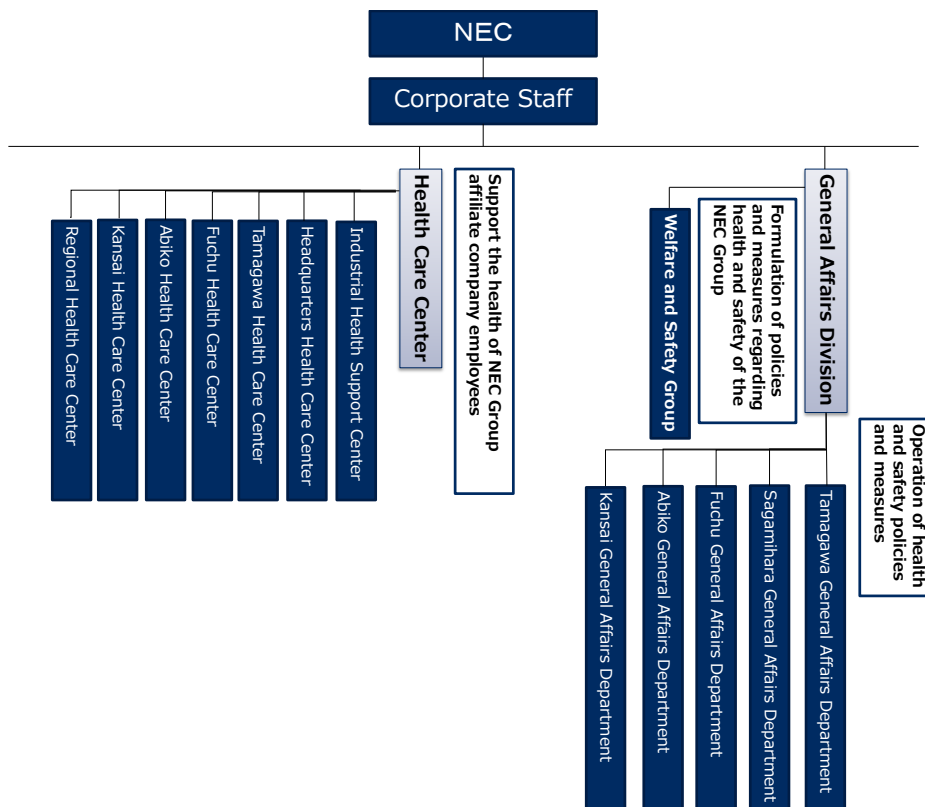 NEC
Corporate Staff
General Affairs Division
Welfare and Safety Group
Formulation of policies
and measures regarding
health and safety of the
NEC Group
Operation of health
and safety policies
and measures
Tamagawa General Affairs Department
Sagamihara General Affairs Department
Fuchu General Affairs Department
Abiko General Affairs Department
Kansai General Affairs Department
Health Care Center
Support the health of NEC Group
affiliate company employees
Industrial Health Support Center
Headquarters Health Care Center
Tamagawa Health Care Center
Fuchu Health Care Center
Abiko Health Care Center
Kansai Health Care Center
Regional Health Care Center